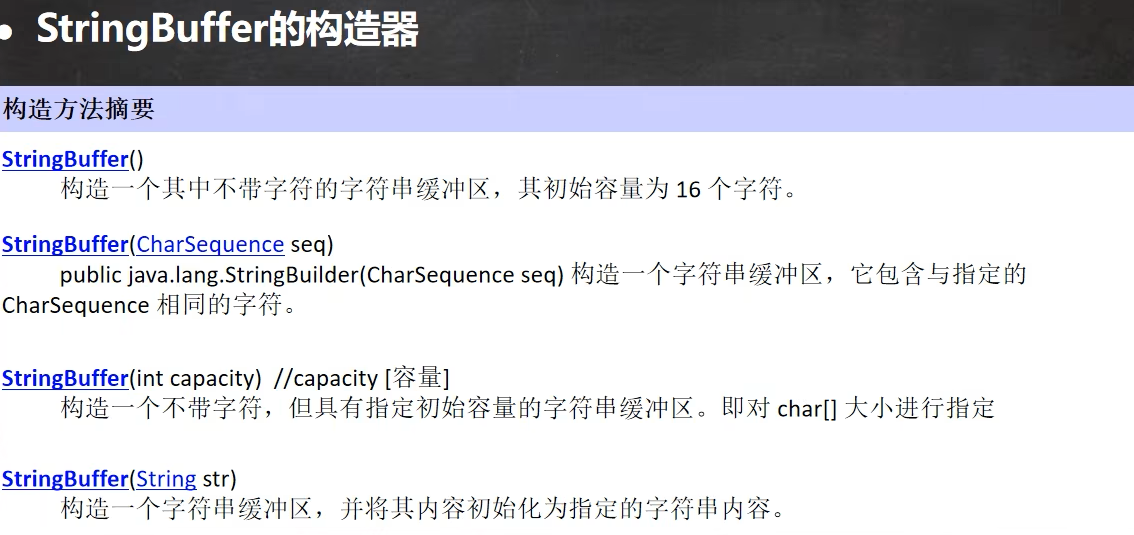 • StringBuffer的构造器
构造方法摘要
StringBuffer()
构造一个其中不带字符的字符串缓冲区，其初始容量为 16 个字符。
StringBuffer(CharSequence seq)
public java.lang.StringBuilder(CharSequence seq) 构造一个字符串缓冲区，它包含与指定的
CharSequence 相同的字符。
StringBuffer(int capacity)  //capacity [容量]
构造一个不带字符，但具有指定初始容量的字符串缓冲区。即对 char[] 大小进行指定
StringBuffer(String str)
构造一个字符串缓冲区，并将其内容初始化为指定的字符串内容。